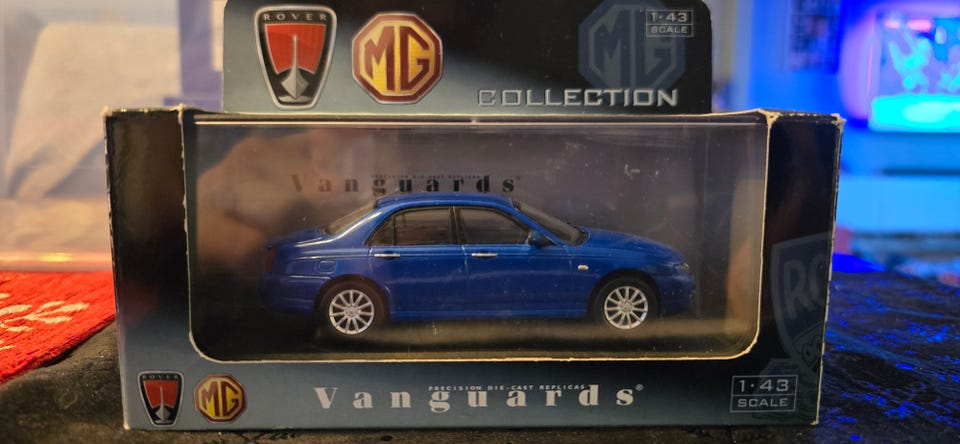 ROVER
MG
MG
1:43
SCALE
COLLECTION
PRECISION DIE-CAST REPLICAS
Vanguards
ROVER
MG
PRECISION DIE-CAST REPLICAS
Vanguards®
1:43
SCALE